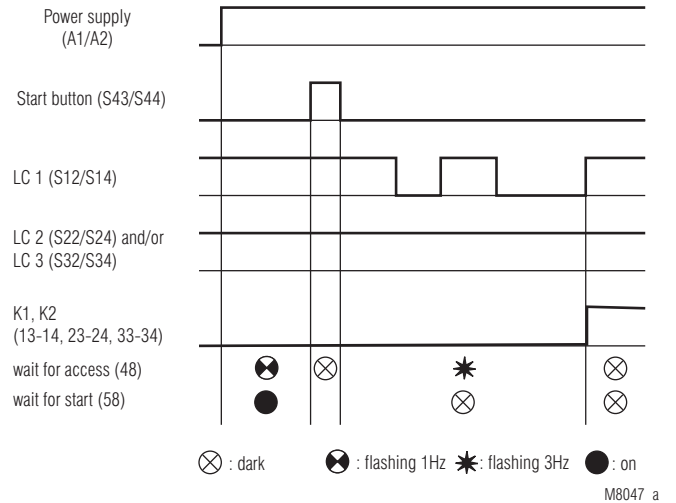 Power supply
(A1/A2)
Start button (S43/S44)
LC 1 (S12/S14)
LC 2 (S22/S24) and/or
LC 3 (S32/S34)
K1, K2
(13-14, 23-24, 33-34)
wait for access (48)
wait for start (58)
: dark : flashing 1Hz : flashing 3Hz : on
M8047_a